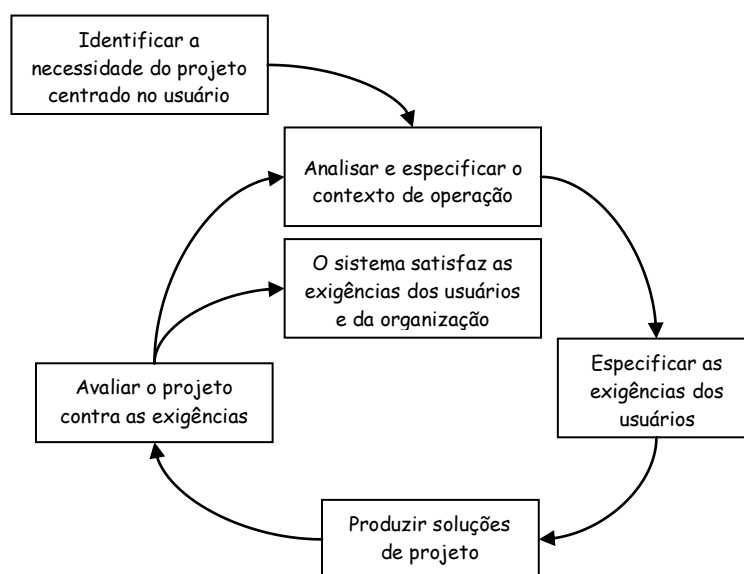 Identificar a
necessidade do projeto
centrado no usuário
Analisar e especificar o
contexto de operação
O sistema satisfaz as
exigências dos usuários
e da organização
Especificar as
exigências dos
usuários
Avaliar o projeto
contra as exigências
Produzir soluções
de projeto